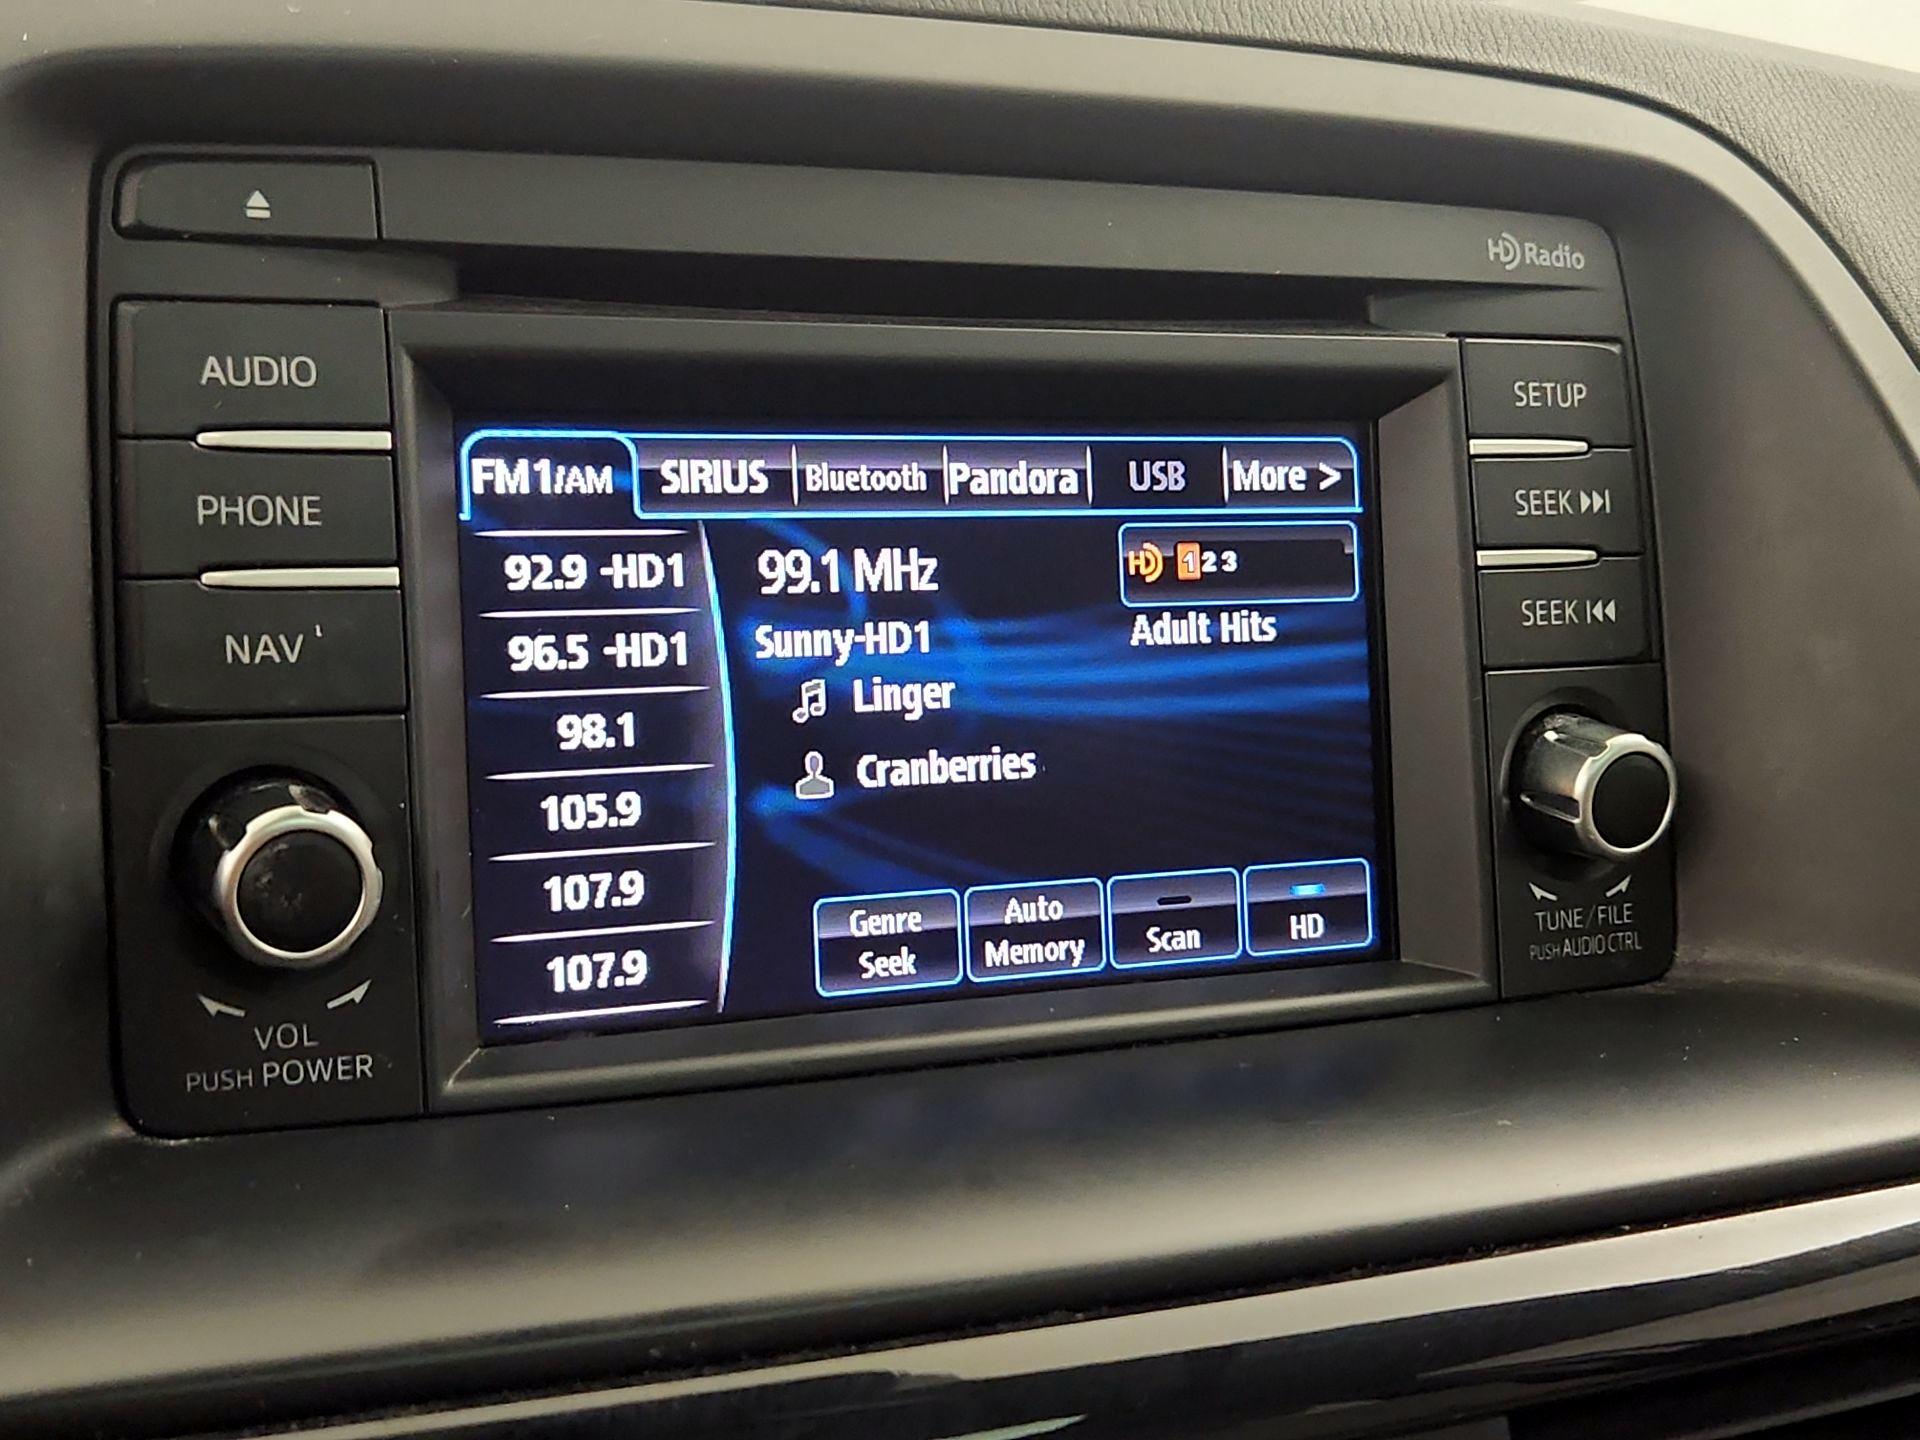 HD Radio
AUDIO
PHONE
NAV
SETUP
SEEK
SEEK
FM1/AM SIRIUS Bluetooth Pandora USB More >
92.9 -HD1
96.5 -HD1
98.1
105.9
107.9
107.9
99.1 MHz
HD 1 2 3
Sunny-HD1
Adult Hits
Linger
Cranberries
Genre
Seek
Auto
Memory
Scan
HD
VOL
PUSH POWER
TUNE/FILE
PUSH AUDIO CTRL